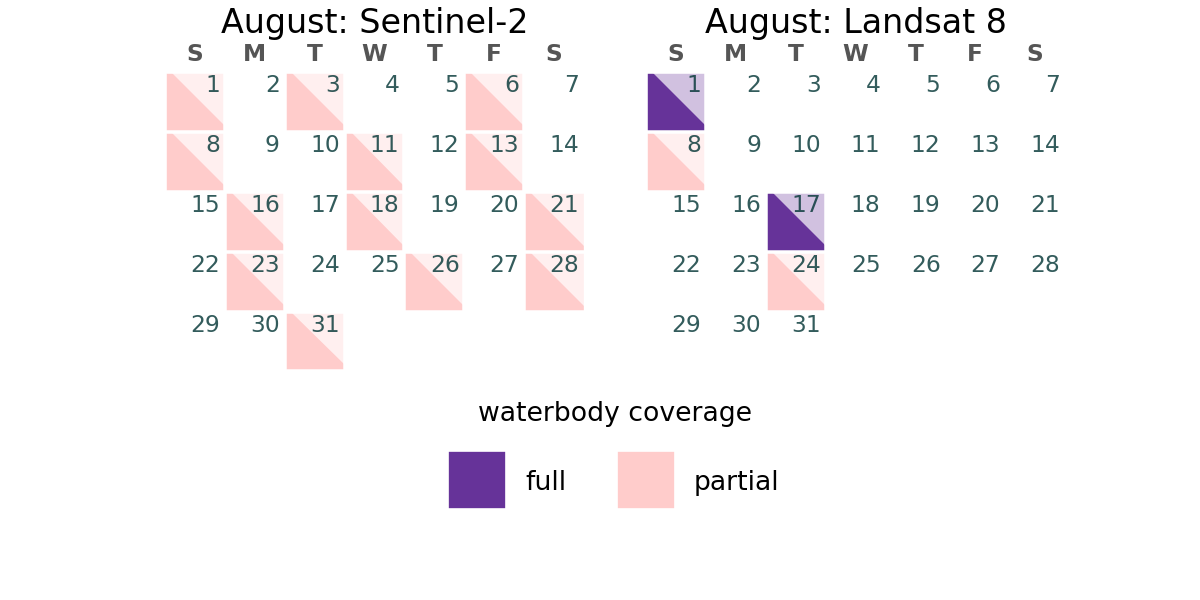 August: Sentinel-2
S M T W T F S
1 2 3 4 5 6 7
8 9 10 11 12 13 14
15 16 17 18 19 20 21
22 23 24 25 26 27 28
29 30 31
August: Landsat 8
S M T W T F S
1 2 3 4 5 6 7
8 9 10 11 12 13 14
15 16 17 18 19 20 21
22 23 24 25 26 27 28
29 30 31
waterbody coverage
full
partial